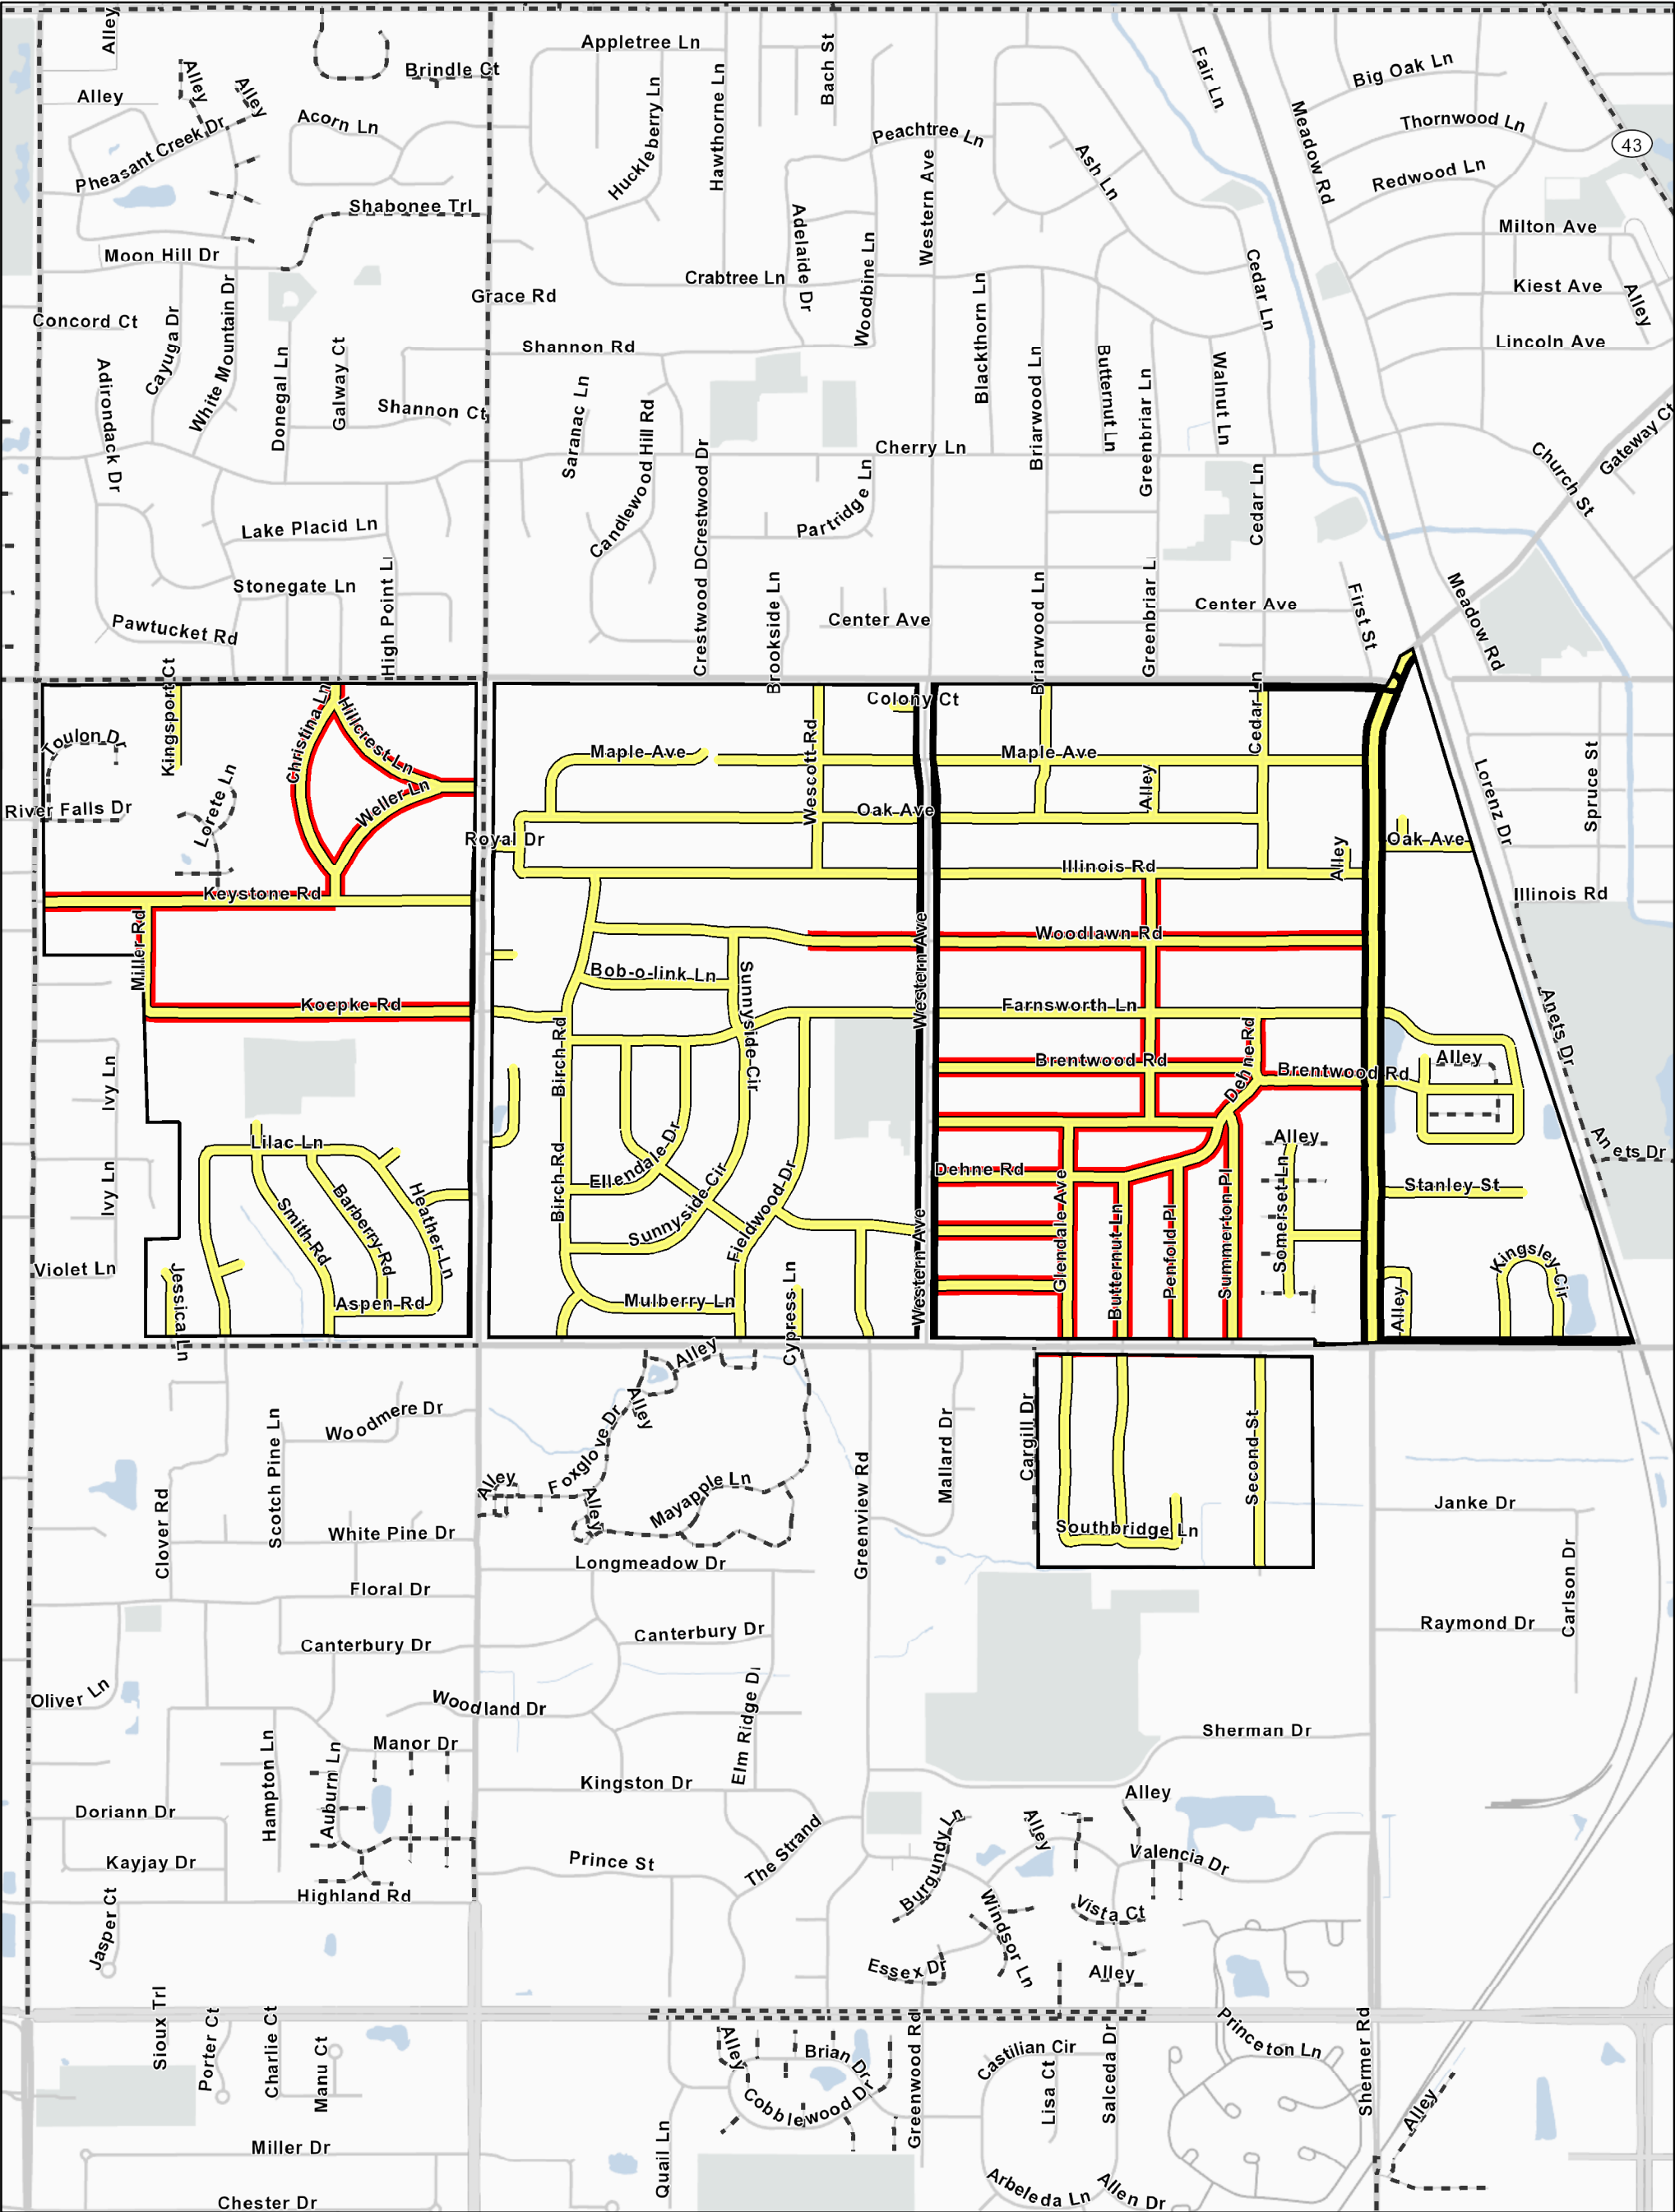 Alley
Appletree Ln
Bach St
Fair Ln
Big Oak Ln
Brindle Ct
Alley
Alley
Alley
Acorn Ln
Huckleberry Ln
Hawthorne Ln
Peachtree Ln
Meadow Rd
Thornwood Ln
43
Pheasant Creek Dr
Ash Ln
Redwood Ln
Western Ave
Shabonee Trl
Adelaide Dr
Woodbine Ln
Milton Ave
Moon Hill Dr
Crabtree Ln
Cedar Ln
Grace Rd
Kiest Ave
Alley
Concord Ct
Cayuga Dr
White Mountain Dr
Blackthorn Ln
Lincoln Ave
Shannon Rd
Adirondack Dr
Donegal Ln
Galway Ct
Shannon Ct
Saranac Ln
Candlewood Hill Rd
Briarwood Ln
Butternut Ln
Greenbriar Ln
Walnut Ln
Cherry Ln
Gateway Ct
Church St
Crestwood D
Crestwood Dr
Partridge Ln
Cedar Ln
Lake Placid Ln
Stonegate Ln
High Point L
Brookside Ln
Center Ave
Briarwood Ln
Greenbriar L
Center Ave
First St
Meadow Rd
Pawtucket Rd
Kingsport Ct
Colony Ct
Christina Ln
Hillcrest Ln
Toulon Dr
Maple Ave
Wescott Rd
Maple Ave
Cedar Ln
Lorete Ln
Weller Ln
River Falls Dr
Oak Ave
Alley
Lorenz Dr
Spruce St
Royal Dr
Oak Ave
Alley
Illinois Rd
Keystone Rd
Illinois Rd
Miller Rd
Woodlawn Rd
Western Ave
Bob-o-link Ln
Sunnyside Cir
Koepke Rd
Farnsworth Ln
Anets Dr
Birch Rd
Brentwood Rd
Dehne Rd
Brentwood Rd
Alley
Ivy Ln
Lilac Ln
Alley
Anets Dr
Ivy Ln
Ellendale Dr
Dehne Rd
Birch Rd
Smith Rd
Barberry Rd
Heather Ln
Sunnyside Cir
Fieldwood Dr
Western Ave
Glendale Ave
Butternut Ln
Penfold Pl
Summerton Pl
Somerset Ln
Stanley St
Violet Ln
Jessica Ln
Aspen Rd
Mulberry Ln
Cypress Ln
Alley
Kingsley Cir
Alley
Alley
Woodmere Dr
Scotch Pine Ln
Clover Rd
Foxglove Dr
Alley
Alley
Mayapple Ln
Greenview Rd
Mallard Dr
Cargill Dr
Second St
Southbridge Ln
Janke Dr
White Pine Dr
Longmeadow Dr
Floral Dr
Carlson Dr
Canterbury Dr
Canterbury Dr
Raymond Dr
Oliver Ln
Woodland Dr
Elm Ridge D
Sherman Dr
Hampton Ln
Auburn Ln
Manor Dr
Kingston Dr
Doriann Dr
Alley
The Strand
Burgundy Ln
Alley
Valencia Dr
Kayjay Dr
Prince St
Highland Rd
Jasper Ct
Windsor Ln
Vista Ct
Essex Dr
Alley
Sioux Trl
Porter Ct
Charlie Ct
Manu Ct
Alley
Brian Dr
Cobblewood Dr
Greenwood Rd
Castilian Cir
Lisa Ct
Salceda Dr
Princeton Ln
Shermer Rd
Alley
Miller Dr
Quail Ln
Arbeleda Ln
Allen Dr
Chester Dr